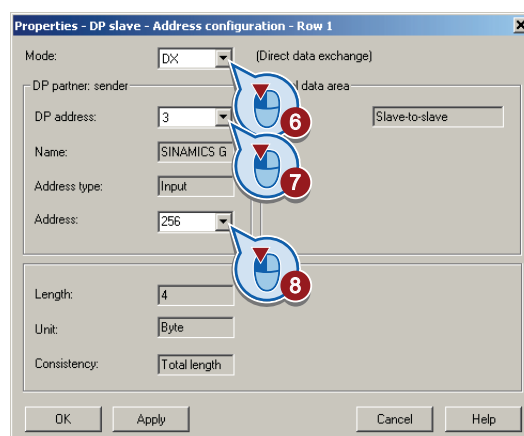 Properties - DP slave - Address configuration - Row 1
Mode: DX (Direct data exchange)
DP partner: sender
data area
6
DP address: 3
Slave-to-slave
7
Name: SINAMICS G
Address type: Input
Address: 256
8
Length: 4
Unit: Byte
Consistency: Total length
OK Apply Cancel Help